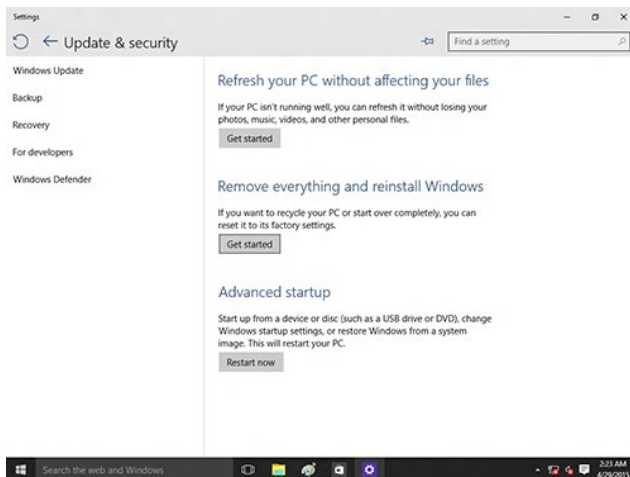 Settings
Update & security
Find a setting
Windows Update
Backup
Recovery
For developers
Windows Defender
Refresh your PC without affecting your files
If your PC isn't running well, you can refresh it without losing your
photos, music, videos, and other personal files.
Get started
Remove everything and reinstall Windows
If you want to recycle your PC or start over completely, you can
reset it to its factory settings.
Get started
Advanced startup
Start up from a device or disc (such as a USB drive or DVD), change
Windows startup settings, or restore Windows from a system
image. This will restart your PC.
Restart now
Search the web and Windows
2:23 AM
4/29/2015